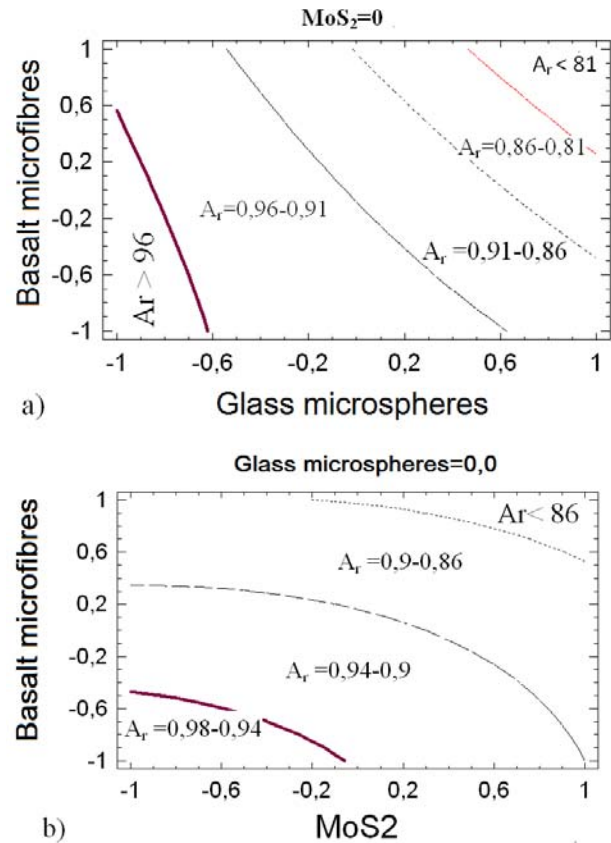 MoS₂=0
1
0,6
0,2
-0,2
-0,6
-1
Basalt microfibres
Ar > 96
Aᵣ=0,96-0,91
Aᵣ =0,91-0,86
Aᵣ=0,86-0,81
Aᵣ < 81
-1 -0,6 -0,2 0,2 0,6 1
a) Glass microspheres
Glass microspheres=0,0
1
0,6
0,2
-0,2
-0,6
-1
Basalt microfibres
Ar< 86
Aᵣ =0,9-0,86
Aᵣ =0,94-0,9
Aᵣ =0,98-0,94
-1 -0,6 -0,2 0,2 0,6 1
b) MoS2